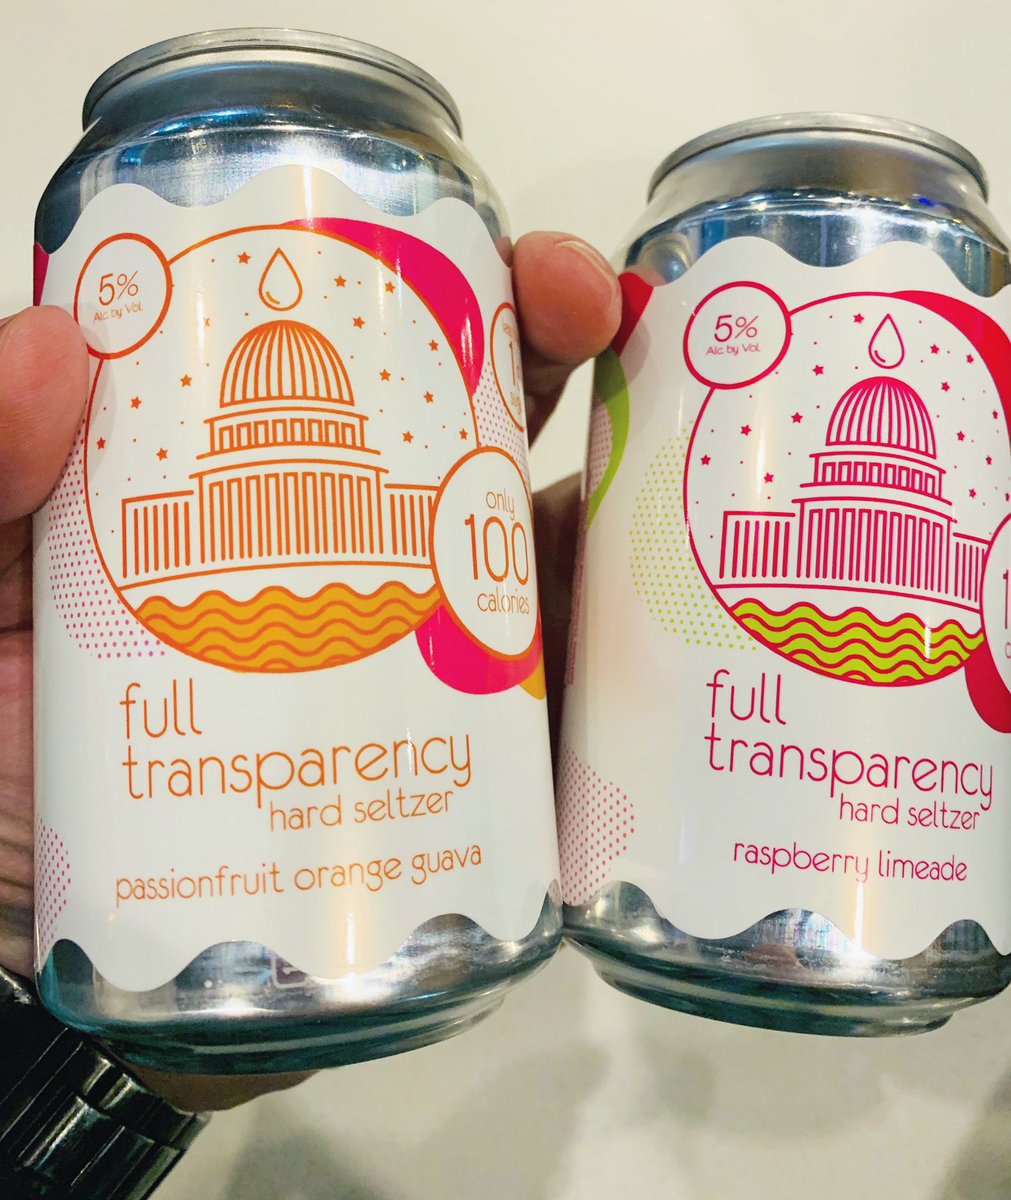 5%
Alc. by Vol.
only
100
calories
full
transparency
hard seltzer
passionfruit orange guava
5%
Alc. by Vol.
full
transparency
hard seltzer
raspberry limeade